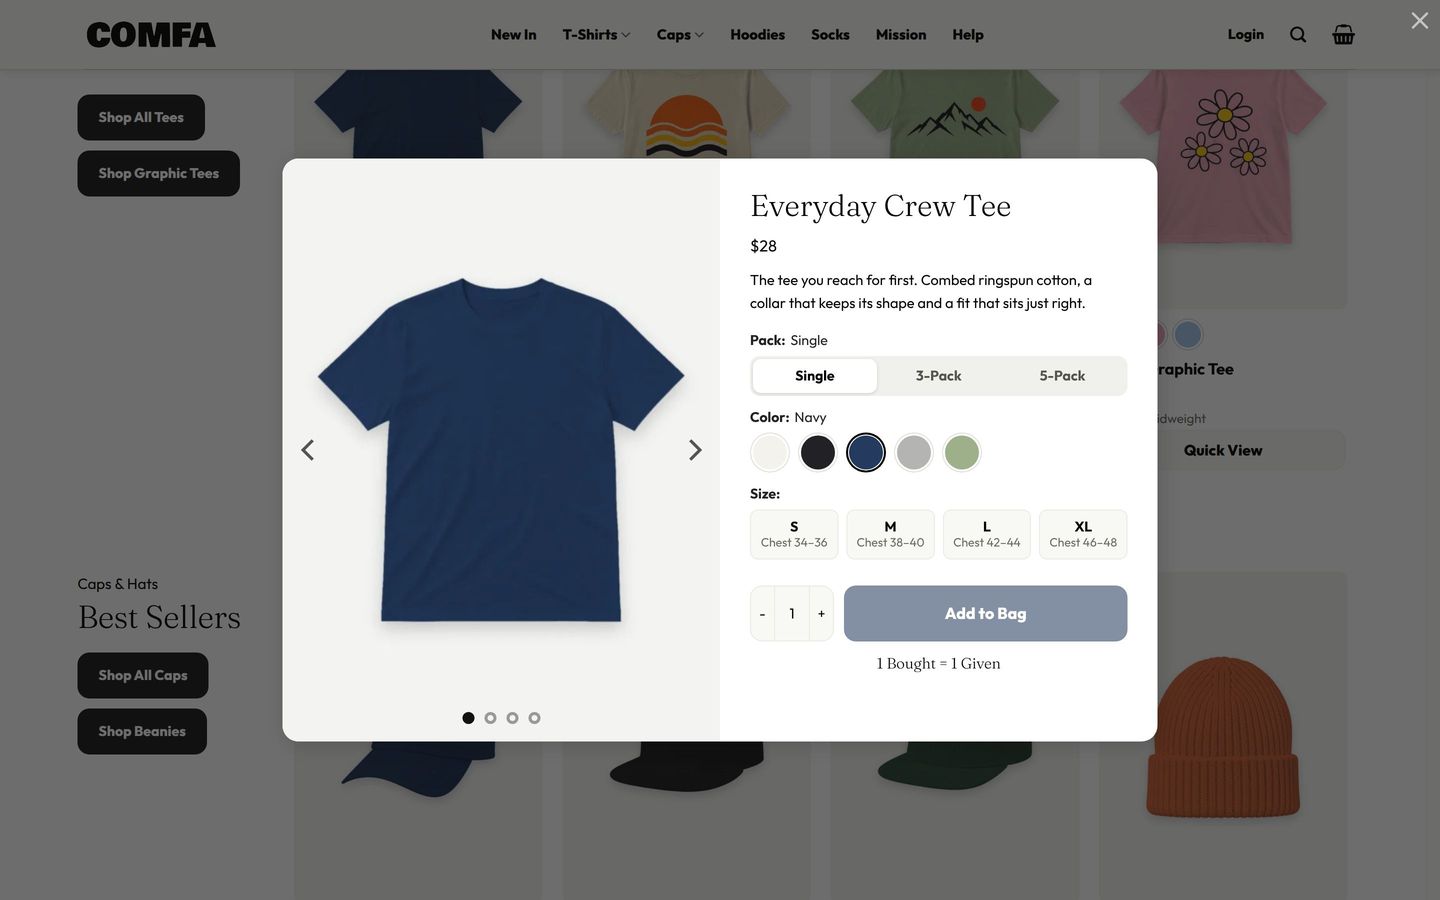 COMFA
New In
T-Shirts
Caps
Hoodies
Socks
Mission
Help
Login
Shop All Tees
Shop Graphic Tees
Everyday Crew Tee
$28
The tee you reach for first. Combed ringspun cotton, a
collar that keeps its shape and a fit that sits just right.
Pack: Single
Single
3-Pack
5-Pack
Color: Navy
Size:
S
Chest 34–36
M
Chest 38–40
L
Chest 42–44
XL
Chest 46–48
- 1 +
Add to Bag
1 Bought = 1 Given
Tee
Quick View
Caps & Hats
Best Sellers
Shop All Caps
Shop Beanies